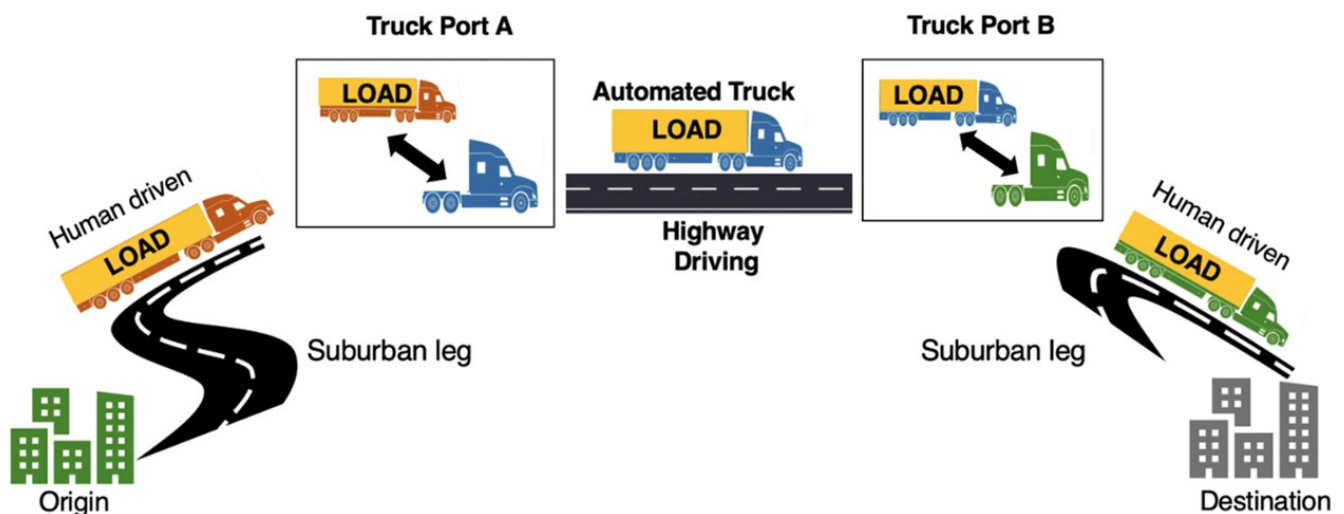 Truck Port A
Truck Port B
LOAD
Automated Truck
LOAD
LOAD
Human driven
LOAD
Highway
Driving
Human driven
LOAD
Suburban leg
Suburban leg
Origin
Destination